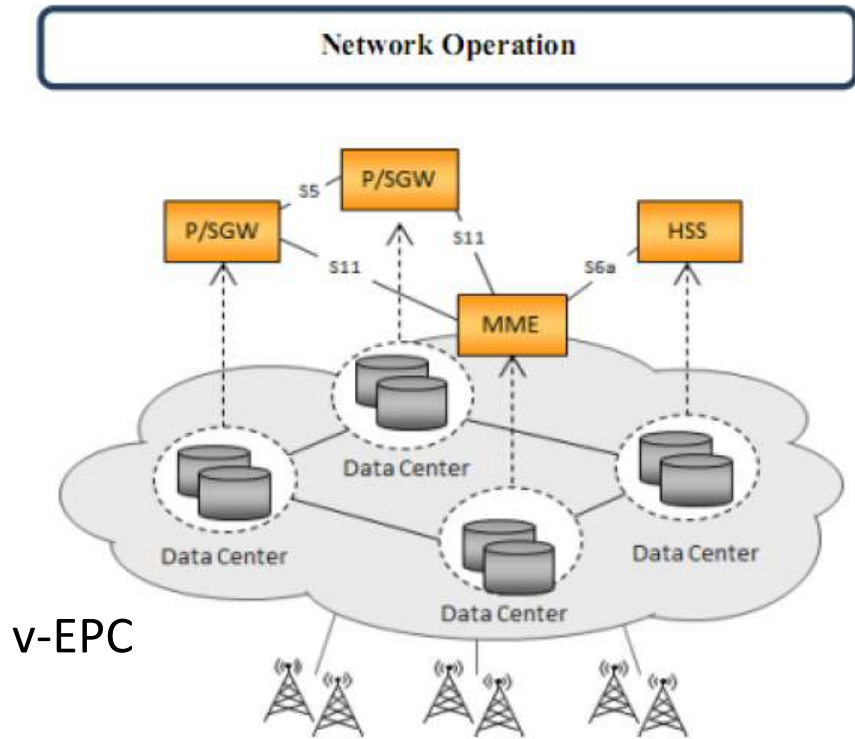 Network Operation
P/SGW
S5
P/SGW
HSS
S11
S11
S6a
MME
Data Center
Data Center
Data Center
Data Center
v-EPC